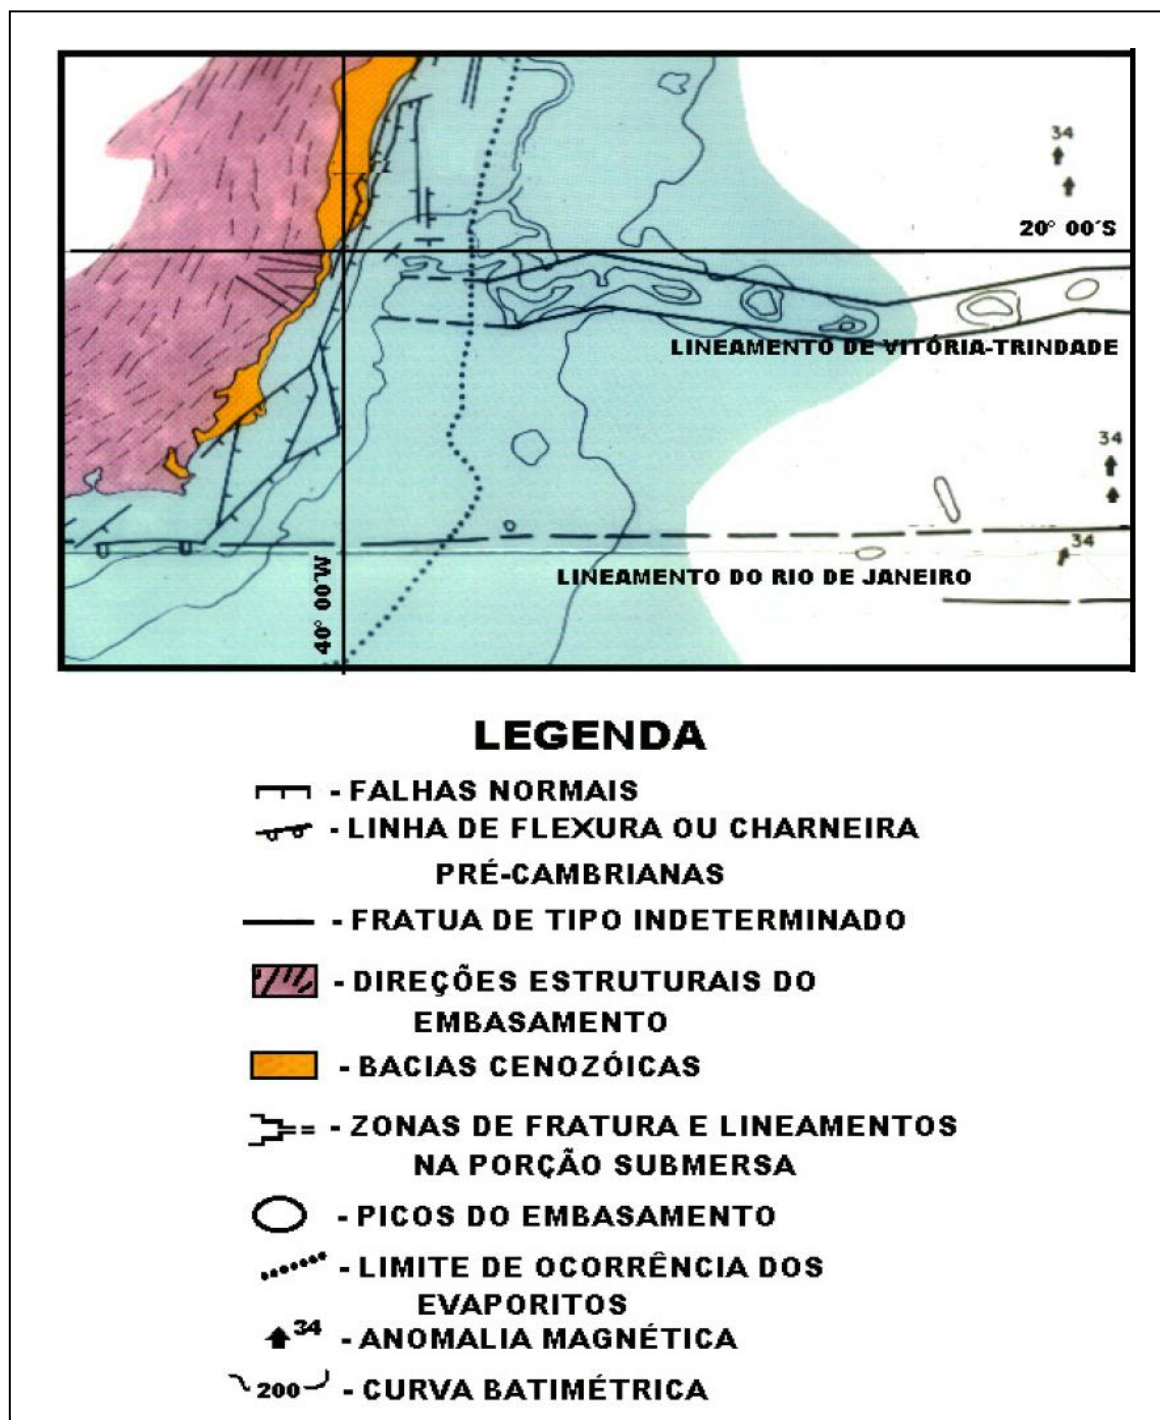 34
20° 00´S
LINEAMENTO DE VITÓRIA-TRINDADE
34
34
LINEAMENTO DO RIO DE JANEIRO
40° 00´W
LEGENDA
- FALHAS NORMAIS
- LINHA DE FLEXURA OU CHARNEIRA
PRÉ-CAMBRIANAS
- FRATUA DE TIPO INDETERMINADO
- DIREÇÕES ESTRUTURAIS DO
EMBASAMENTO
- BACIAS CENOZÓICAS
- ZONAS DE FRATURA E LINEAMENTOS
NA PORÇÃO SUBMERSA
- PICOS DO EMBASAMENTO
- LIMITE DE OCORRÊNCIA DOS
EVAPORITOS
34 - ANOMALIA MAGNÉTICA
200 - CURVA BATIMÉTRICA